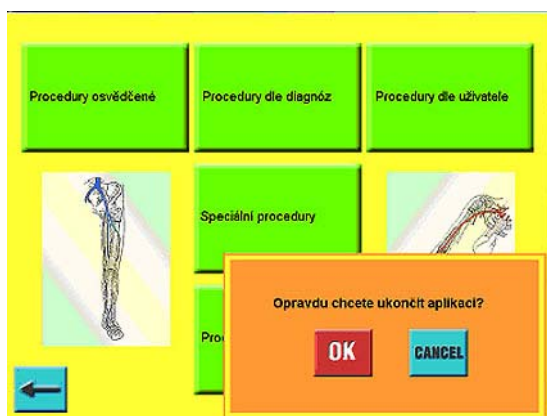 Procedury osvědčené
Procedury dle diagnóz
Procedury dle uživatele
Speciální procedury
Opravdu chcete ukončit aplikaci?
OK
CANCEL